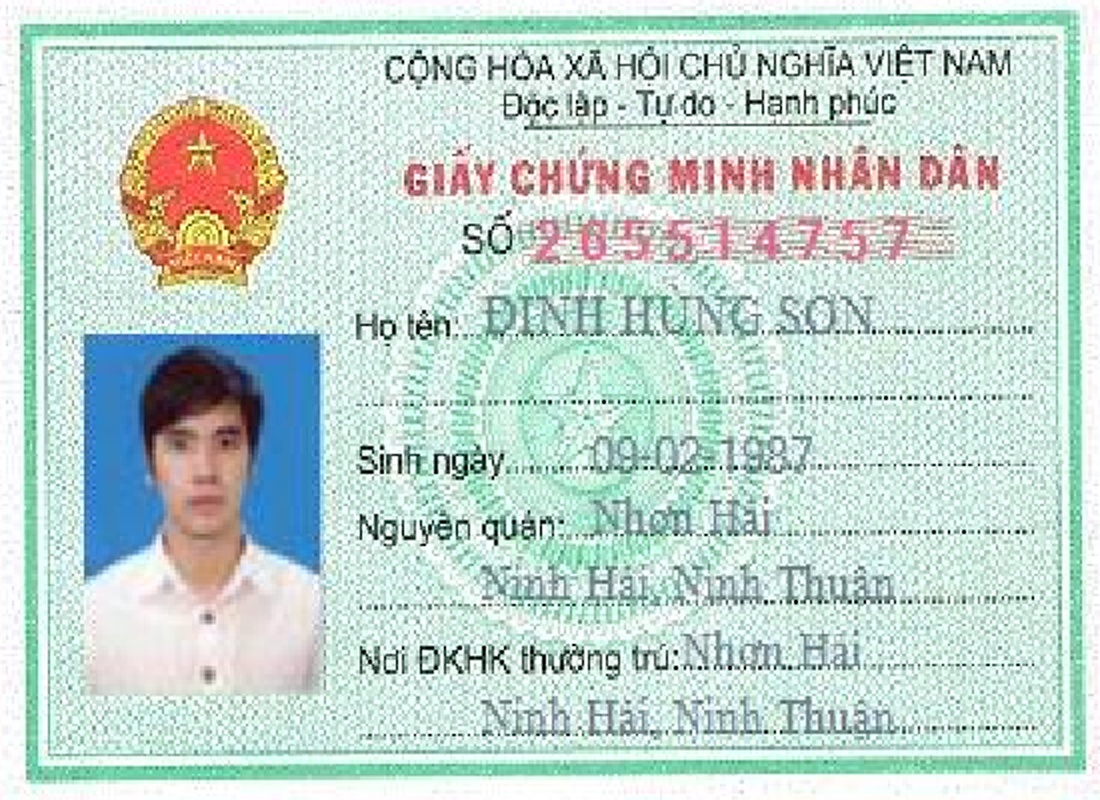 CỘNG HÒA XÃ HỘI CHỦ NGHĨA VIỆT NAM
Độc lập - Tự do - Hạnh phúc
GIẤY CHỨNG MINH NHÂN DÂN
SỐ 265514757
Họ tên: ĐINH HÙNG SƠN
Sinh ngày 09-02-1987
Nguyên quán: Nhơn Hải
Ninh Hải, Ninh Thuận
Nơi ĐKHK thường trú: Nhơn Hải
Ninh Hải, Ninh Thuận